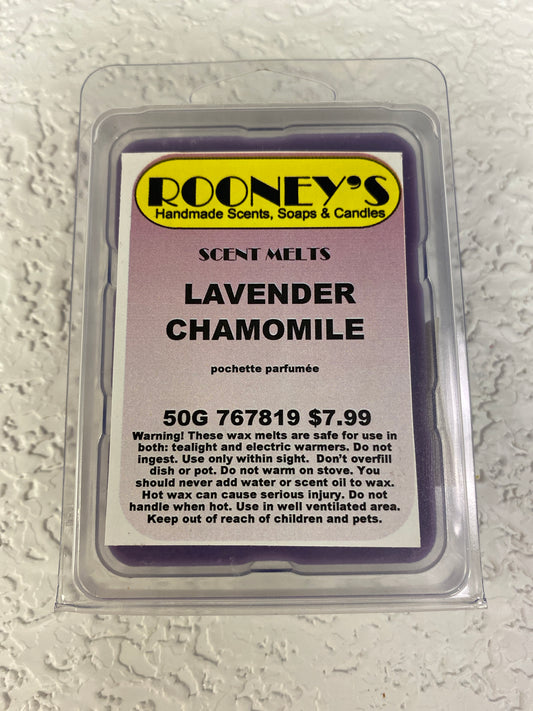 ROONEY'S
Handmade Scents, Soaps & Candles
SCENT MELTS
LAVENDER
CHAMOMILE
pochette parfumée
50G 767819 $7.99
Warning! These wax melts are safe for use in
both: tealight and electric warmers. Do not
ingest. Use only within sight. Don't overfill
dish or pot. Do not warm on stove. You
should never add water or scent oil to wax.
Hot wax can cause serious injury. Do not
handle when hot. Use in well ventilated area.
Keep out of reach of children and pets.